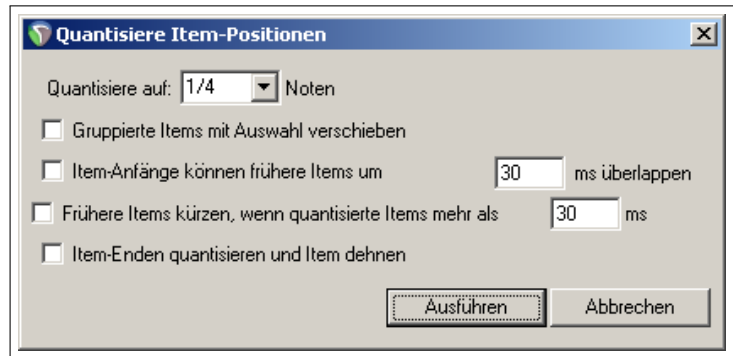 Quantisiere Item-Positionen
Quantisiere auf: 1/4 Noten
Gruppierte Items mit Auswahl verschieben
Item-Anfänge können frühere Items um 30 ms überlappen
Frühere Items kürzen, wenn quantisierte Items mehr als 30 ms
Item-Enden quantisieren und Item dehnen
Ausführen Abbrechen